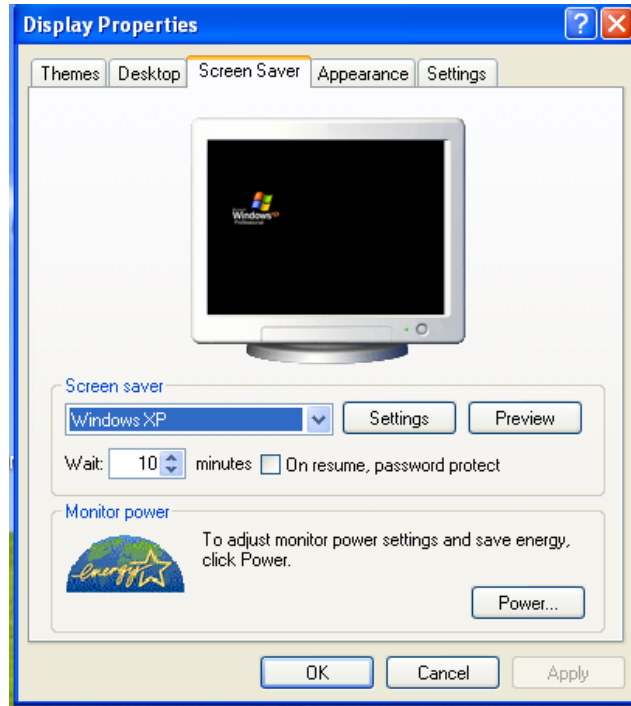 Display Properties
Themes Desktop Screen Saver Appearance Settings
Windows XP
Professional
Screen saver
Windows XP Settings Preview
Wait: 10 minutes On resume, password protect
Monitor power
To adjust monitor power settings and save energy,
click Power.
energy
Power...
OK Cancel Apply